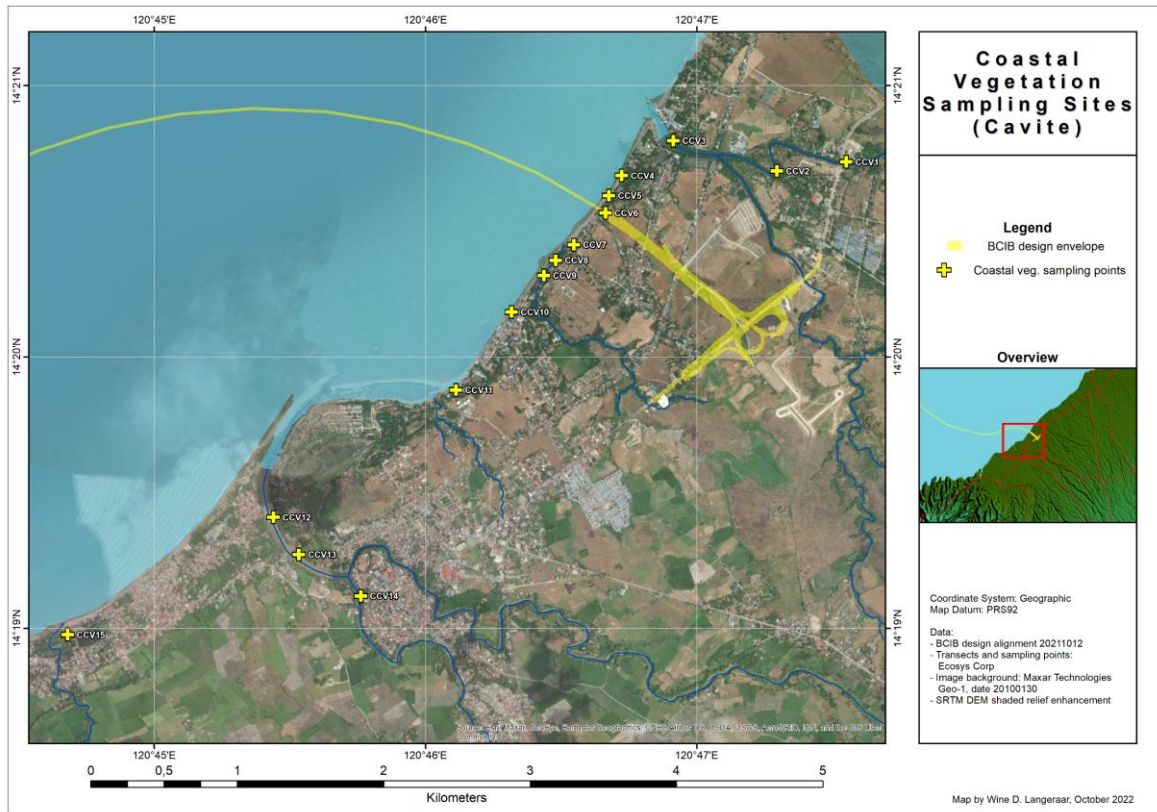 120°45'E
120°46'E
120°47'E
14°21'N
14°21'N
CCV3
CCV1
CCV2
CCV4
CCV5
CCV6
CCV7
CCV8
CCV9
CCV10
14°20'N
14°20'N
CCV11
CCV12
CCV13
CCV14
14°19'N
14°19'N
CCV15
120°45'E
120°46'E
120°47'E
0
0,5
1
2
3
4
5
Kilometers
Coastal
Vegetation
Sampling Sites
(Cavite)
Legend
BCIB design envelope
Coastal veg. sampling points
Overview
Coordinate System: Geographic
Map Datum: PRS92
Data:
- BCIB design alignment 20211012
- Transects and sampling points:
Ecosys Corp
- Image background: Maxar Technologies
Geo-1, date 20100130
- SRTM DEM shaded relief enhancement
Map by Wine D. Langeraar, October 2022